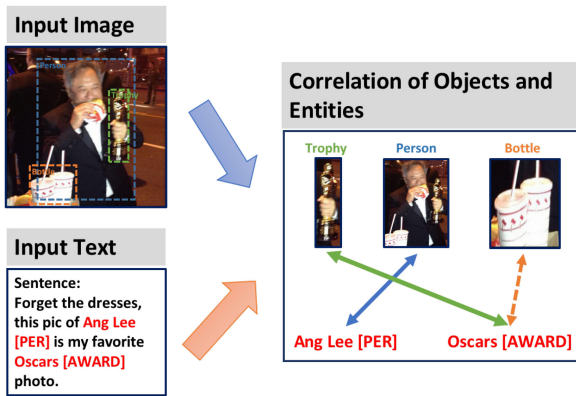 Input Image
Person
Trophy
Bottle
Input Text
Sentence:
Forget the dresses,
this pic of Ang Lee
[PER] is my favorite
Oscars [AWARD]
photo.
Correlation of Objects and
Entities
Trophy Person Bottle
Ang Lee [PER] Oscars [AWARD]